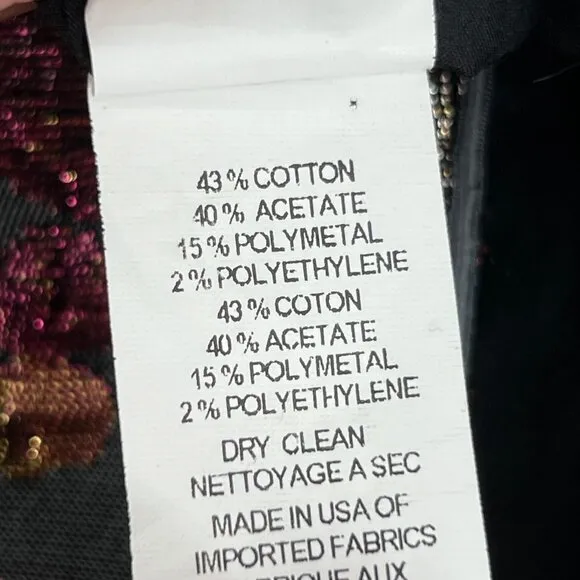 43% COTTON
40% ACETATE
15% POLYMETAL
2% POLYETHYLENE
43% COTON
40% ACETATE
15% POLYMETAL
2% POLYETHYLENE
DRY CLEAN
NETTOYAGE A SEC
MADE IN USA OF
IMPORTED FABRICS
AUX